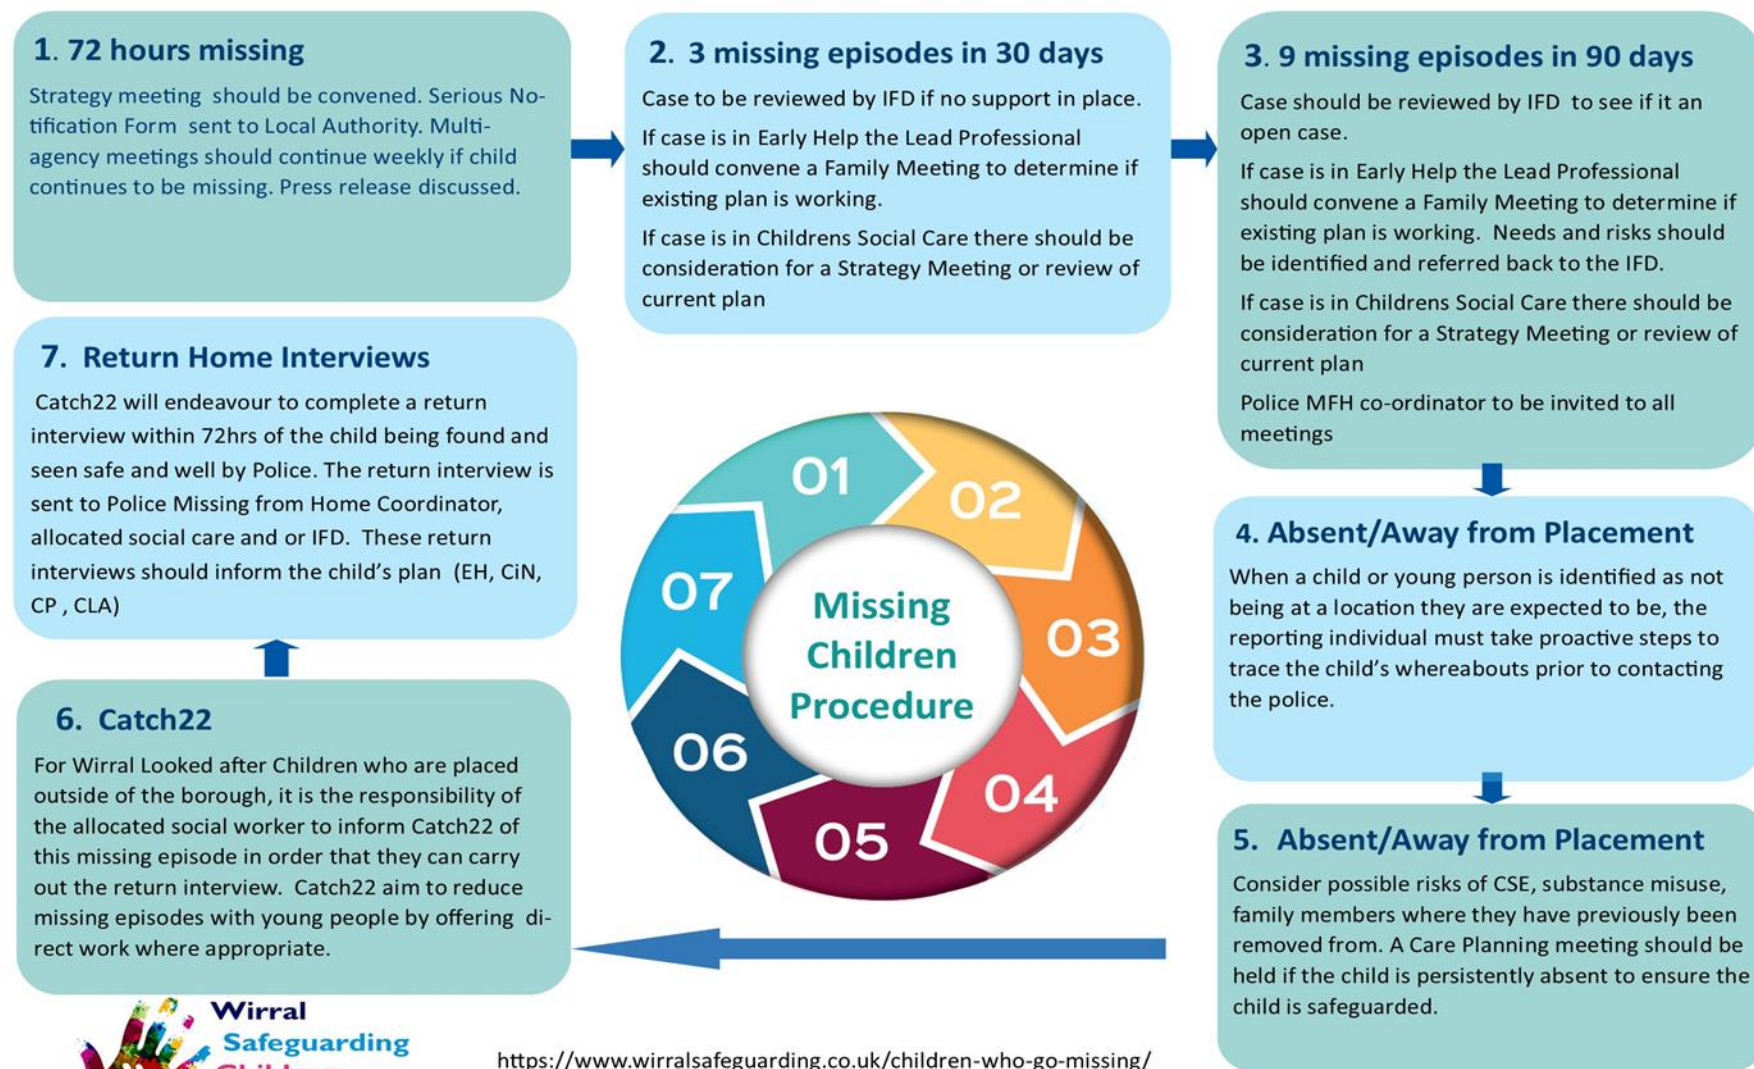 1. 72 hours missing
Strategy meeting should be convened. Serious No-
tification Form sent to Local Authority. Multi-
agency meetings should continue weekly if child
continues to be missing. Press release discussed.
2. 3 missing episodes in 30 days
Case to be reviewed by IFD if no support in place.
If case is in Early Help the Lead Professional
should convene a Family Meeting to determine if
existing plan is working.
If case is in Childrens Social Care there should be
consideration for a Strategy Meeting or review of
current plan
3. 9 missing episodes in 90 days
Case should be reviewed by IFD to see if it an
open case.
If case is in Early Help the Lead Professional
should convene a Family Meeting to determine if
existing plan is working. Needs and risks should
be identified and referred back to the IFD.
If case is in Childrens Social Care there should be
consideration for a Strategy Meeting or review of
current plan
Police MFH co-ordinator to be invited to all
meetings
4. Absent/Away from Placement
When a child or young person is identified as not
being at a location they are expected to be, the
reporting individual must take proactive steps to
trace the child's whereabouts prior to contacting
the police.
5. Absent/Away from Placement
Consider possible risks of CSE, substance misuse,
family members where they have previously been
removed from. A Care Planning meeting should be
held if the child is persistently absent to ensure the
child is safeguarded.
6. Catch22
For Wirral Looked after Children who are placed
outside of the borough, it is the responsibility of
the allocated social worker to inform Catch22 of
this missing episode in order that they can carry
out the return interview. Catch22 aim to reduce
missing episodes with young people by offering di-
rect work where appropriate.
7. Return Home Interviews
Catch22 will endeavour to complete a return
interview within 72hrs of the child being found and
seen safe and well by Police. The return interview is
sent to Police Missing from Home Coordinator,
allocated social care and or IFD. These return
interviews should inform the child's plan (EH, CiN,
CP , CLA)
01
02
03
04
05
06
07
Missing
Children
Procedure
Wirral
Safeguarding
Children
https://www.wirralsafeguarding.co.uk/children-who-go-missing/